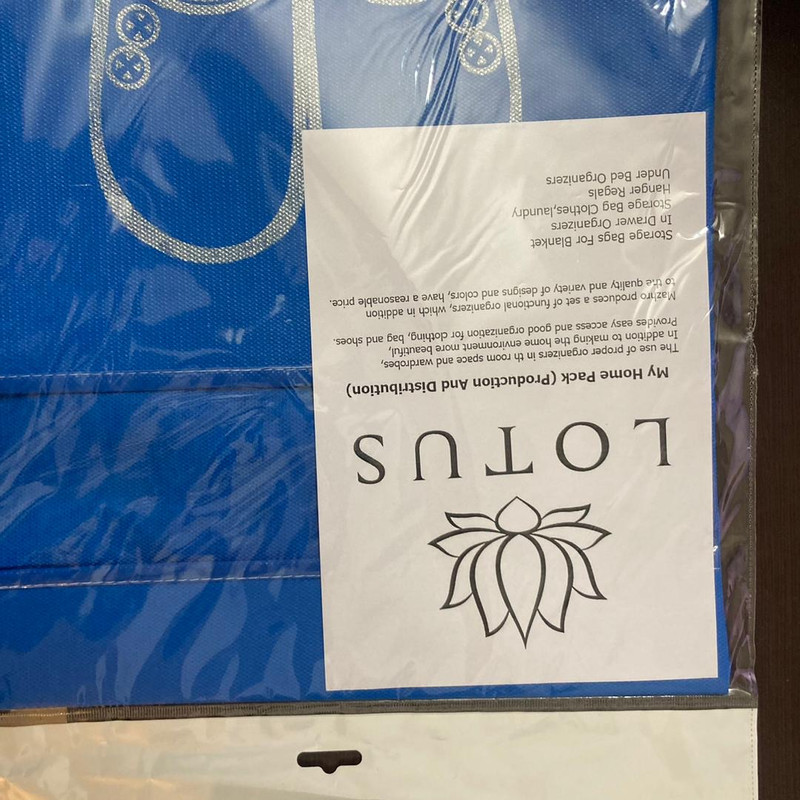 LOTUS
My Home Pack (Production And Distribution)
The use of proper organizers in th room space and wardrobes,
In addition to making the home environment more beautiful,
Provides easy access and good organization for clothing, bag and shoes.
Mazhro produces a set of functional organizers, which in addition
to the quality and variety of designs and colors, have a reasonable price.
Storage Bags For Blanket
In Drawer Organizers
Storage Bag Clothes,laundry
Hanger Regals
Under Bed Organizers